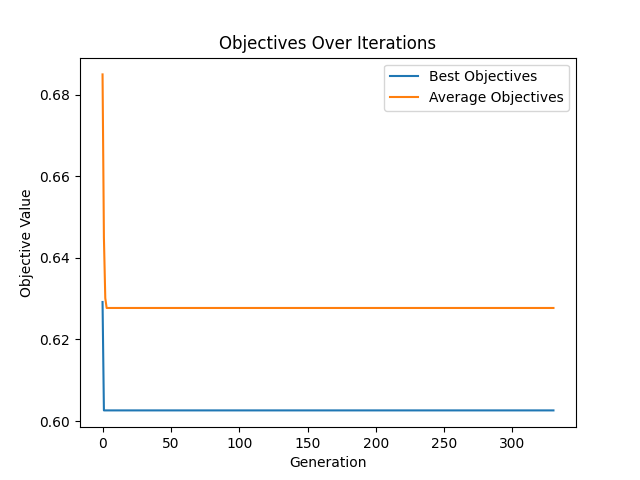 Objectives Over Iterations
Best Objectives
Average Objectives
Objective Value
0.68
0.66
0.64
0.62
0.60
0 50 100 150 200 250 300
Generation